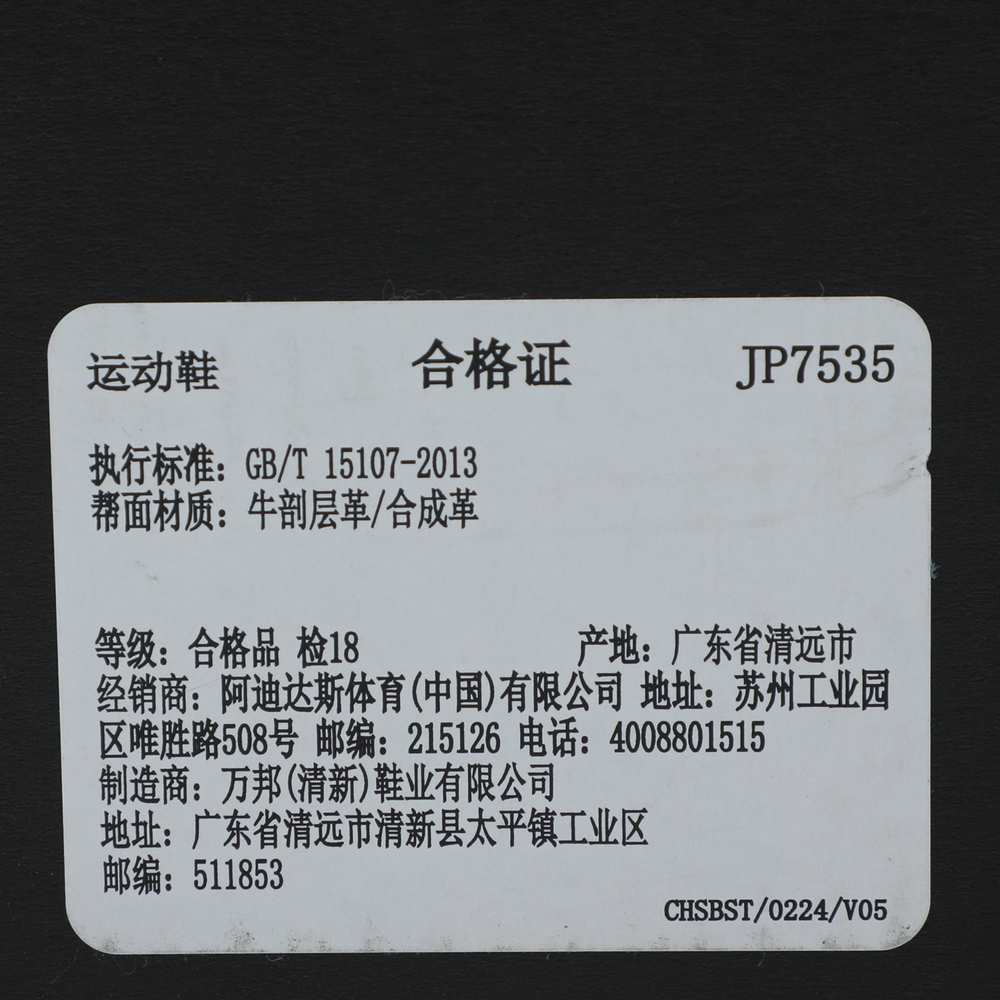 运动鞋 合格证 JP7535
执行标准：GB/T 15107-2013
帮面材质：牛剖层革/合成革
等级：合格品 检18 产地：广东省清远市
经销商：阿迪达斯体育(中国)有限公司 地址：苏州工业园
区唯胜路508号 邮编：215126 电话：4008801515
制造商：万邦(清新)鞋业有限公司
地址：广东省清远市清新县太平镇工业区
邮编：511853
CHSBST/0224/V05